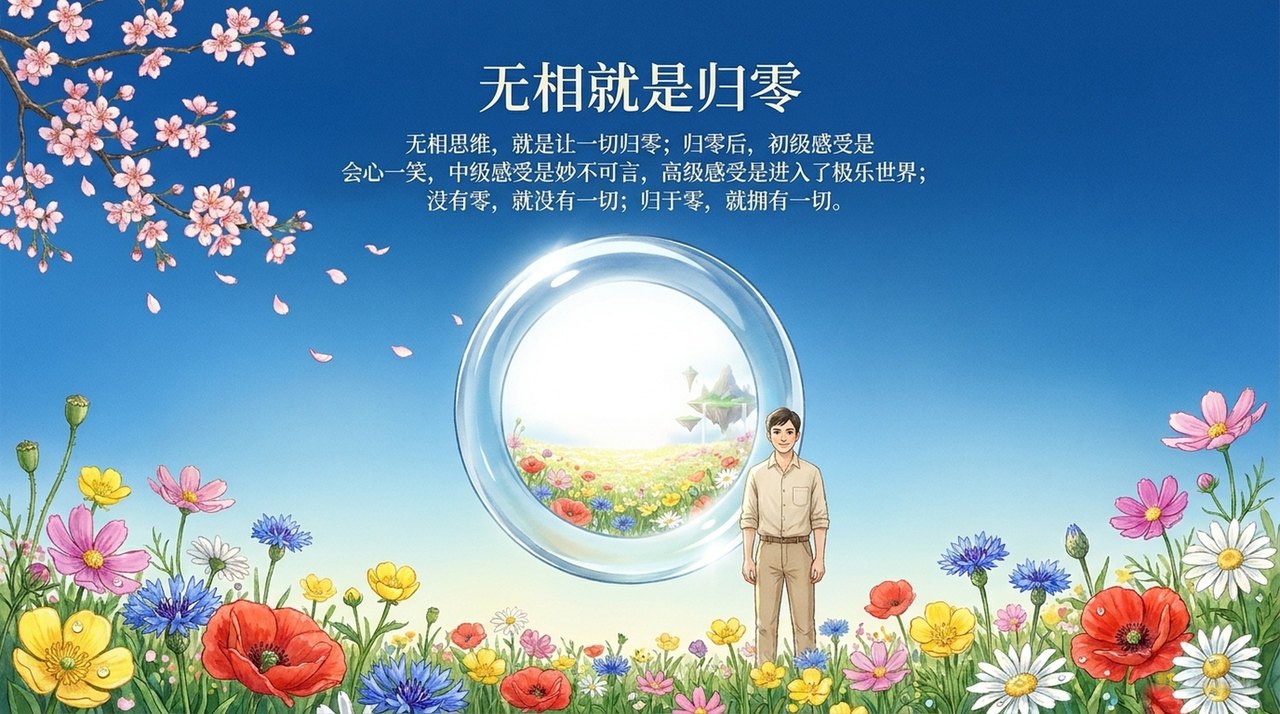 无相就是归零
无相思维，就是让一切归零；归零后，初级感受是
会心一笑，中级感受是妙不可言，高级感受是进入了极乐世界；
没有零，就没有一切；归于零，就拥有一切。